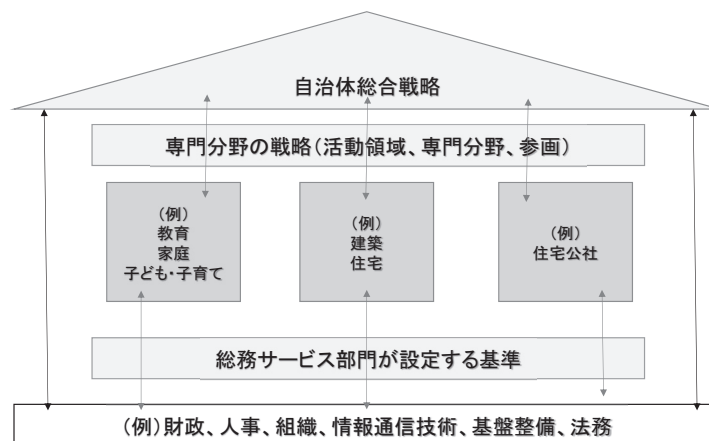 自治体総合戦略
専門分野の戦略(活動領域、専門分野、参画)
(例)
教育
家庭
子ども・子育て
(例)
建築
住宅
(例)
住宅公社
総務サービス部門が設定する基準
(例)財政、人事、組織、情報通信技術、基盤整備、法務